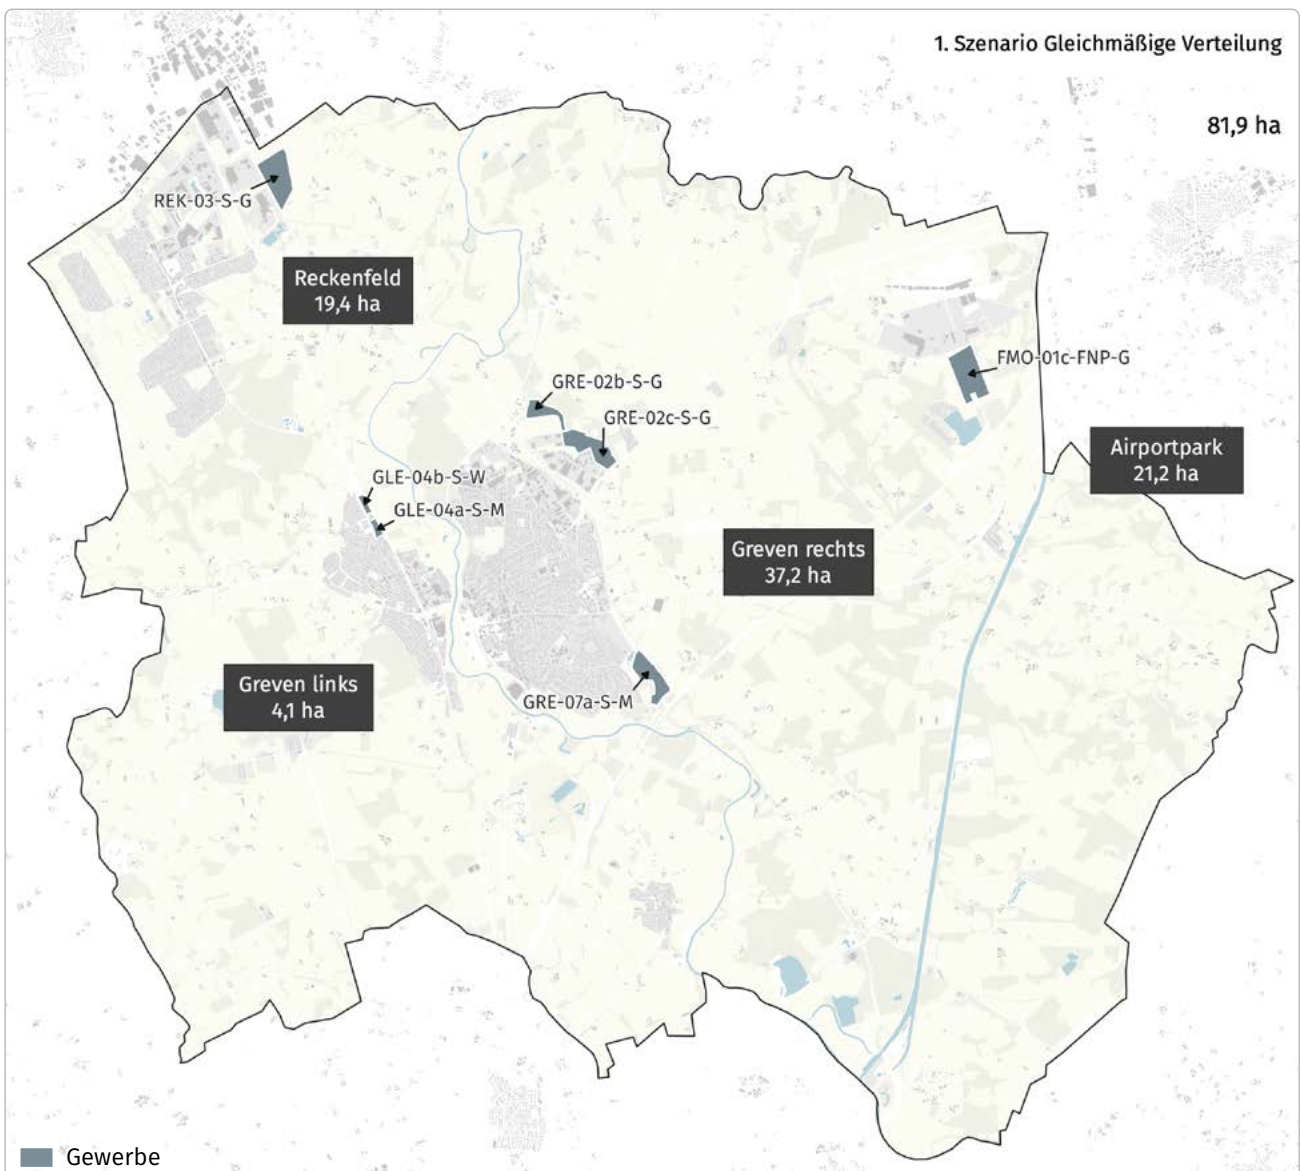 1. Szenario Gleichmäßige Verteilung
81,9 ha
REK-03-S-G
Reckenfeld
19,4 ha
FMO-01c-FNP-G
GRE-02b-S-G
GRE-02c-S-G
Airportpark
21,2 ha
GLE-04b-S-W
GLE-04a-S-M
Greven rechts
37,2 ha
Greven links
4,1 ha
GRE-07a-S-M
Gewerbe